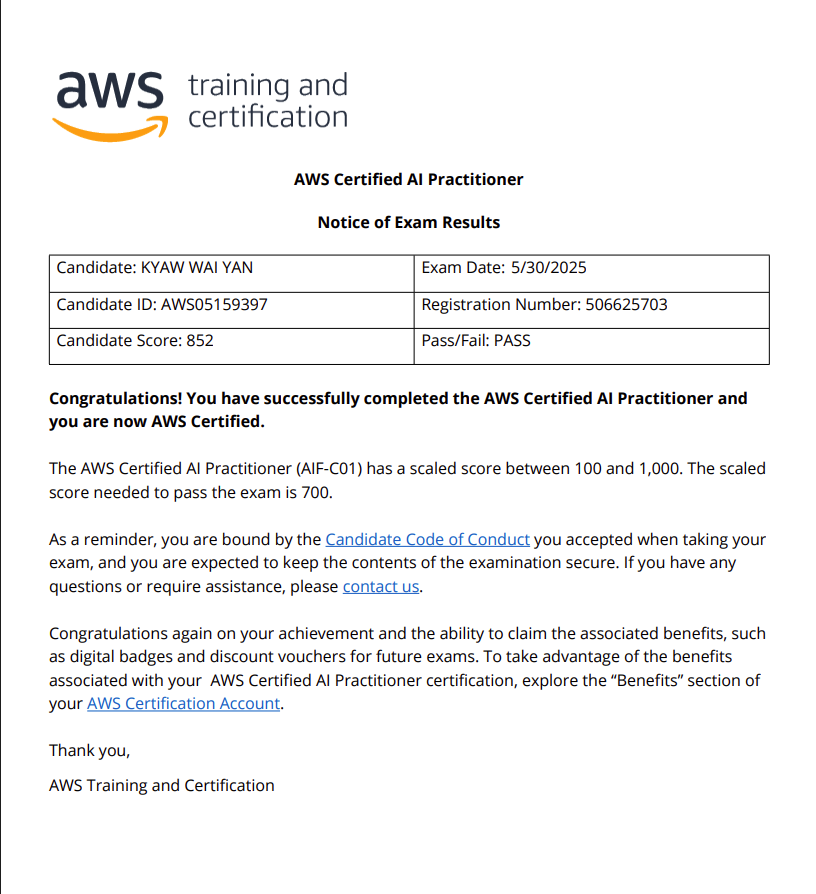 aws training and
certification
AWS Certified AI Practitioner
Notice of Exam Results
Candidate: KYAW WAI YAN
Exam Date: 5/30/2025
Candidate ID: AWS05159397
Registration Number: 506625703
Candidate Score: 852
Pass/Fail: PASS
Congratulations! You have successfully completed the AWS Certified AI Practitioner and
you are now AWS Certified.
The AWS Certified AI Practitioner (AIF-C01) has a scaled score between 100 and 1,000. The scaled
score needed to pass the exam is 700.
As a reminder, you are bound by the Candidate Code of Conduct you accepted when taking your
exam, and you are expected to keep the contents of the examination secure. If you have any
questions or require assistance, please contact us.
Congratulations again on your achievement and the ability to claim the associated benefits, such
as digital badges and discount vouchers for future exams. To take advantage of the benefits
associated with your  AWS Certified AI Practitioner certification, explore the “Benefits” section of
your AWS Certification Account.
Thank you,
AWS Training and Certification